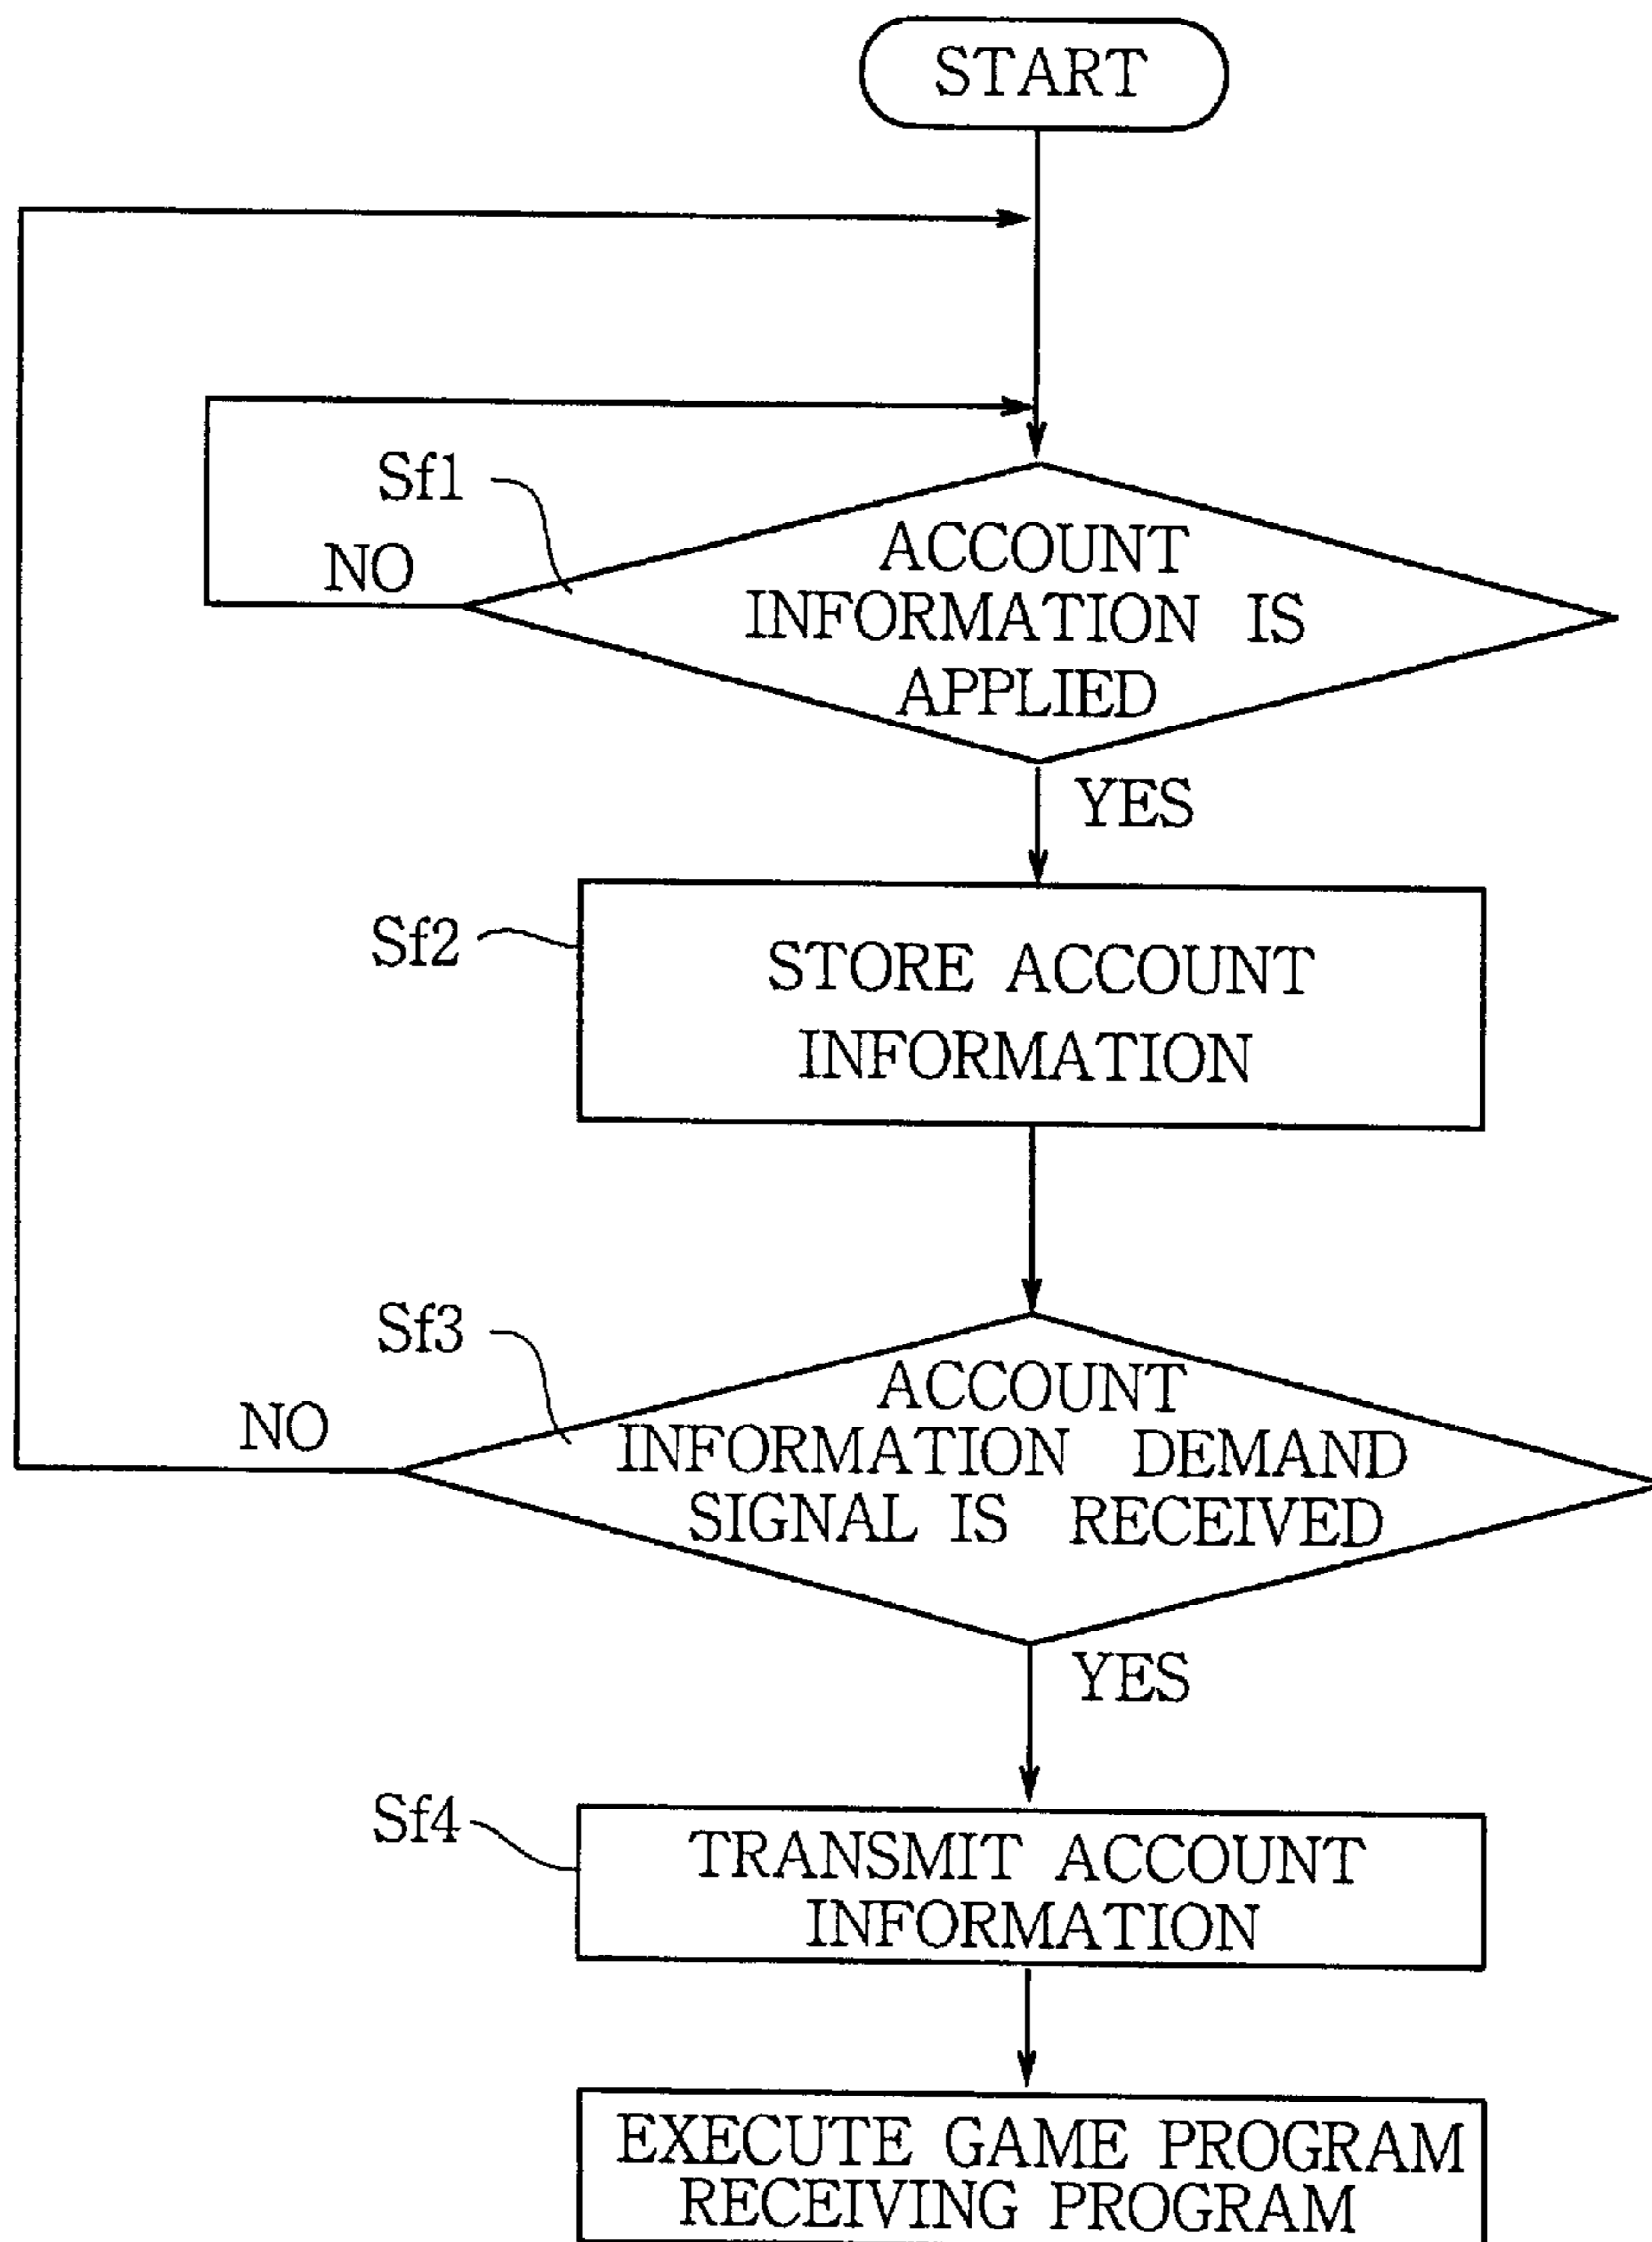 START
Sf1
NO
ACCOUNT
INFORMATION IS
APPLIED
YES
Sf2
STORE ACCOUNT
INFORMATION
Sf3
NO
ACCOUNT
INFORMATION DEMAND
SIGNAL IS RECEIVED
YES
Sf4
TRANSMIT ACCOUNT
INFORMATION
EXECUTE GAME PROGRAM
RECEIVING PROGRAM